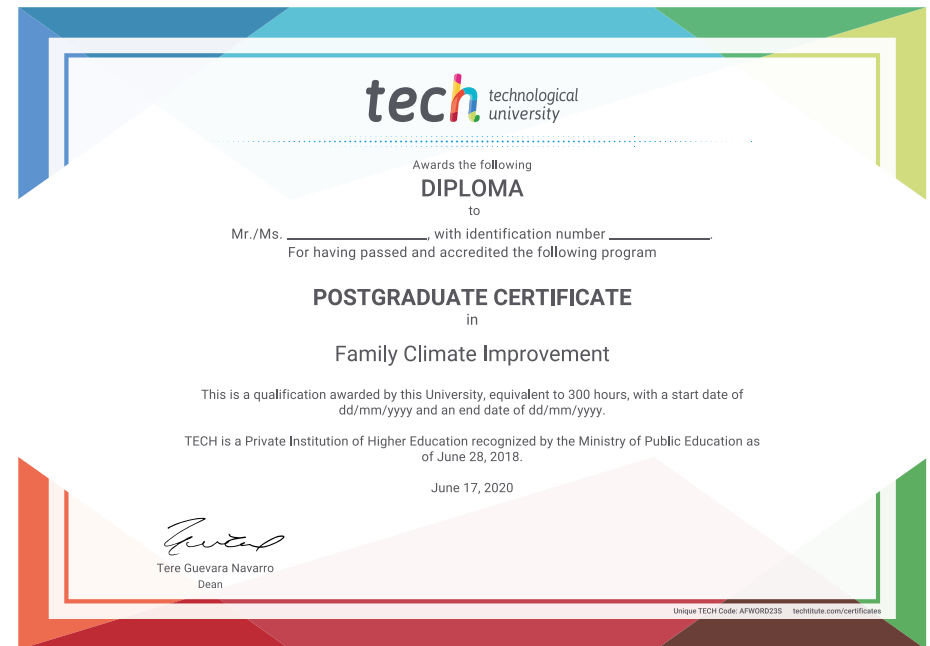 tech technological
university
Awards the following
DIPLOMA
to
Mr./Ms. ____________________, with identification number ______________.
For having passed and accredited the following program
POSTGRADUATE CERTIFICATE
in
Family Climate Improvement
This is a qualification awarded by this University, equivalent to 300 hours, with a start date of
dd/mm/yyyy and an end date of dd/mm/yyyy.
TECH is a Private Institution of Higher Education recognized by the Ministry of Public Education as
of June 28, 2018.
June 17, 2020
Tere Guevara Navarro
Dean
Unique TECH Code: AFWORD23S techtitute.com/certificates